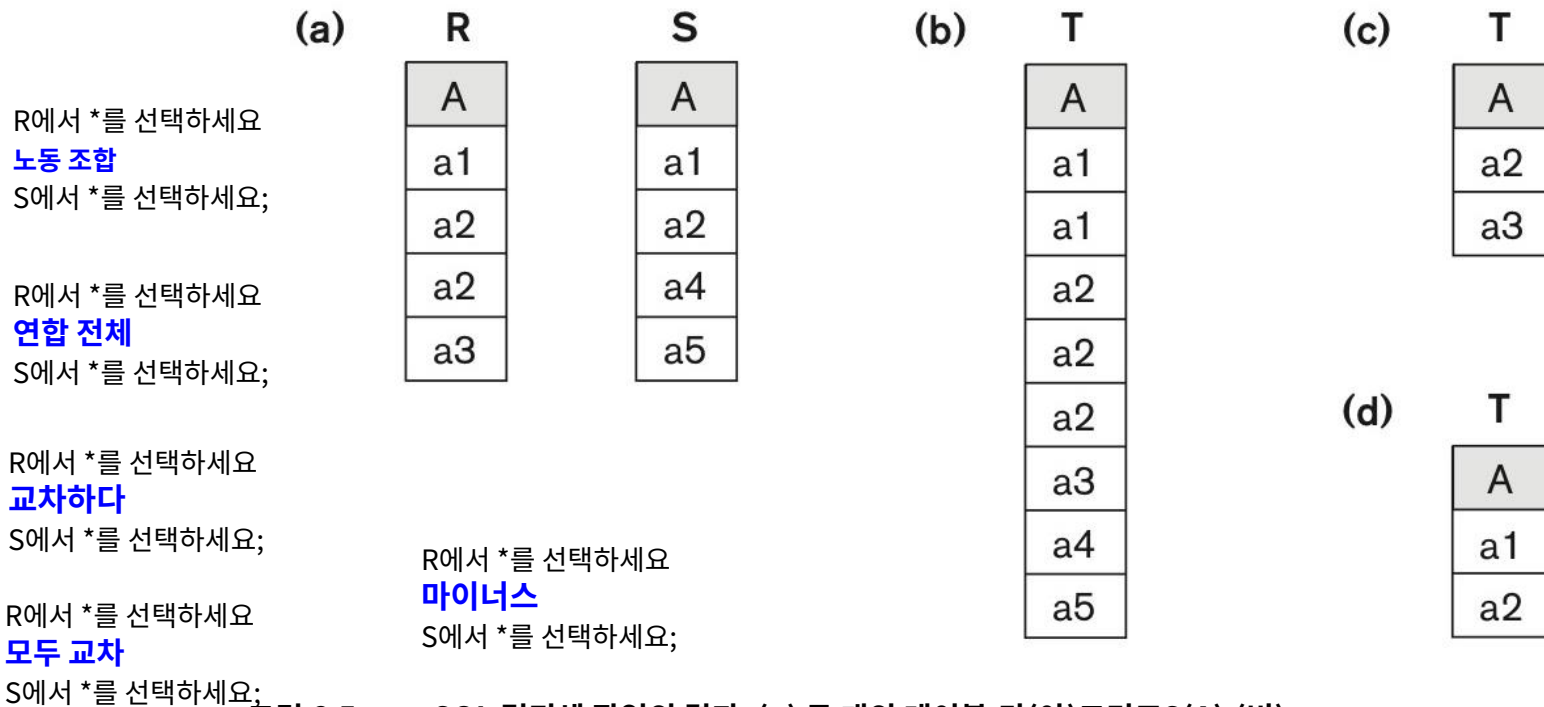 (a) R S (b) T (c) T
R에서 *를 선택하세요
노동 조합
S에서 *를 선택하세요;
R에서 *를 선택하세요
연합 전체
S에서 *를 선택하세요;
R에서 *를 선택하세요
교차하다
S에서 *를 선택하세요;
R에서 *를 선택하세요
모두 교차
S에서 *를 선택하세요;
A
a1
a2
a2
a3
A
a1
a2
a4
a5
R에서 *를 선택하세요
마이너스
S에서 *를 선택하세요;
A
a1
a1
a2
a2
a2
a3
a4
a5
A
a2
a3
(d) T
A
a1
a2